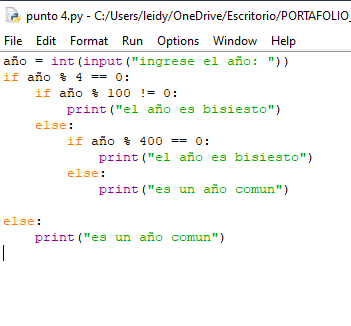 punto 4.py - C:/Users/leidy/OneDrive/Escritorio/PORTAFOLIO_
File Edit Format Run Options Window Help
año = int(input("ingrese el año: "))
if año % 4 == 0:
    if año % 100 != 0:
        print("el año es bisiesto")
    else:
        if año % 400 == 0:
            print("el año es bisiesto")
        else:
            print("es un año comun")

else:
    print("es un año comun")